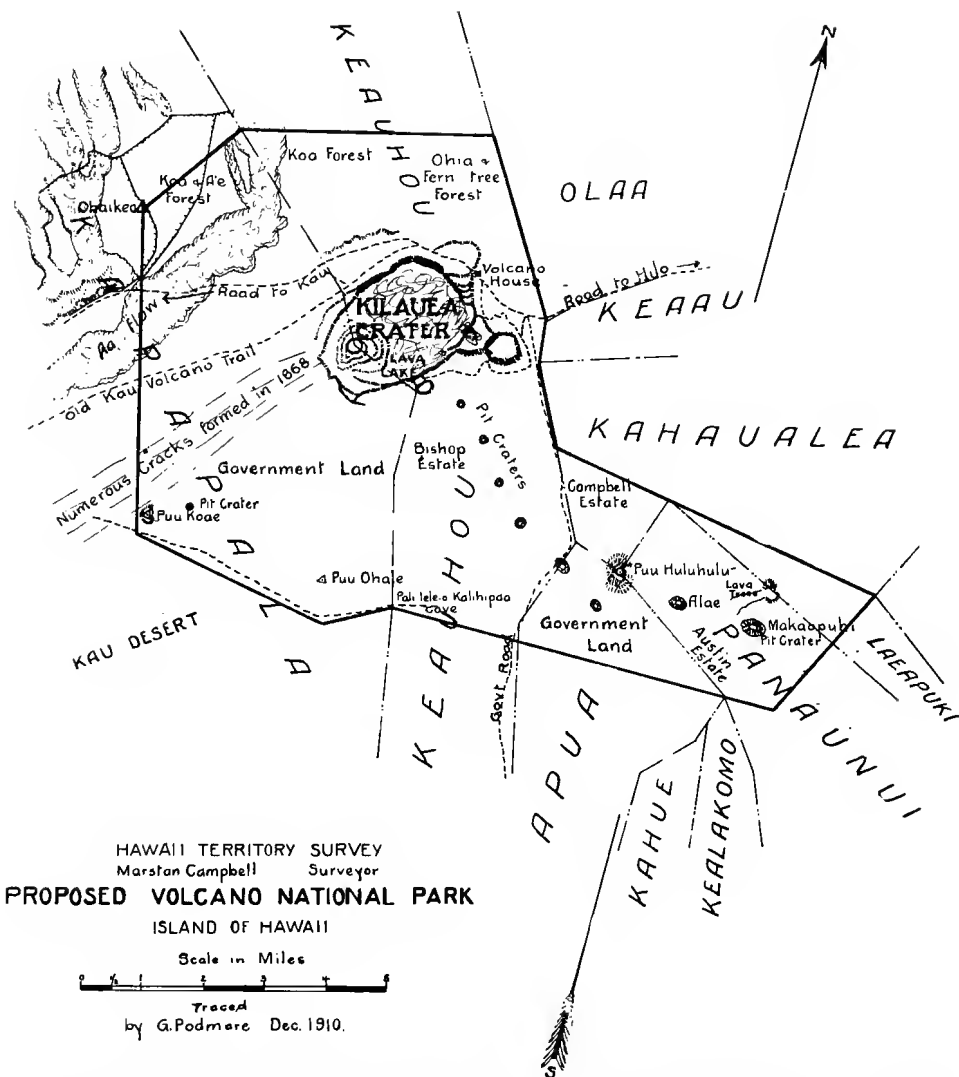 N
KEAUHOU
Koa Forest
Ohia &
Fern tree
Forest
Koa & A'e
Forest
OLAA
Ohaikea
Volcano
House
Road to Hilo
Road to Kau
KEAAU
KILAUEA
CRATER
LAVA
LAKE
Aa Flow
Old Kau Volcano Trail
Numerous Cracks formed in 1868
KAHAUALEA
KAPAPALA
Pit Craters
Bishop
Estate
Government Land
Campbell
Estate
Pit Crater
Puu Koae
Puu Ohale
Puu Huluhulu
Lava
Trees
Alae
Makaopuhi
Pit Crater
Pali lele-o Kalihipaa
Cave
KEAUHOU
Government
Land
Austin
Estate
KAU DESERT
Govt Road
PANAUNUI
LAEAPUKI
APUA
KAHUE
KEALAKOMO
HAWAII TERRITORY SURVEY
Marstan Campbell Surveyor
PROPOSED VOLCANO NATIONAL PARK
ISLAND OF HAWAII
Scale in Miles
0 ½ 1 2 3 4 5
Traced
by G.Podmore Dec. 1910.
S